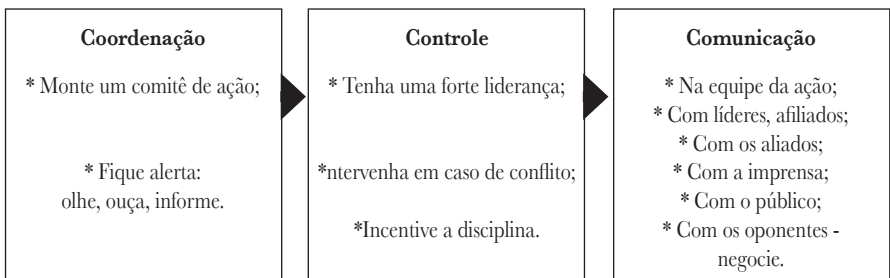 Coordenação
* Monte um comitê de ação;
* Fique alerta:
olhe, ouça, informe.
Controle
* Tenha uma forte liderança;
*ntervenha em caso de conflito;
*Incentive a disciplina.
Comunicação
* Na equipe da ação;
* Com líderes, afiliados;
* Com os aliados;
* Com a imprensa;
* Com o público;
* Com os oponentes -
negocie.